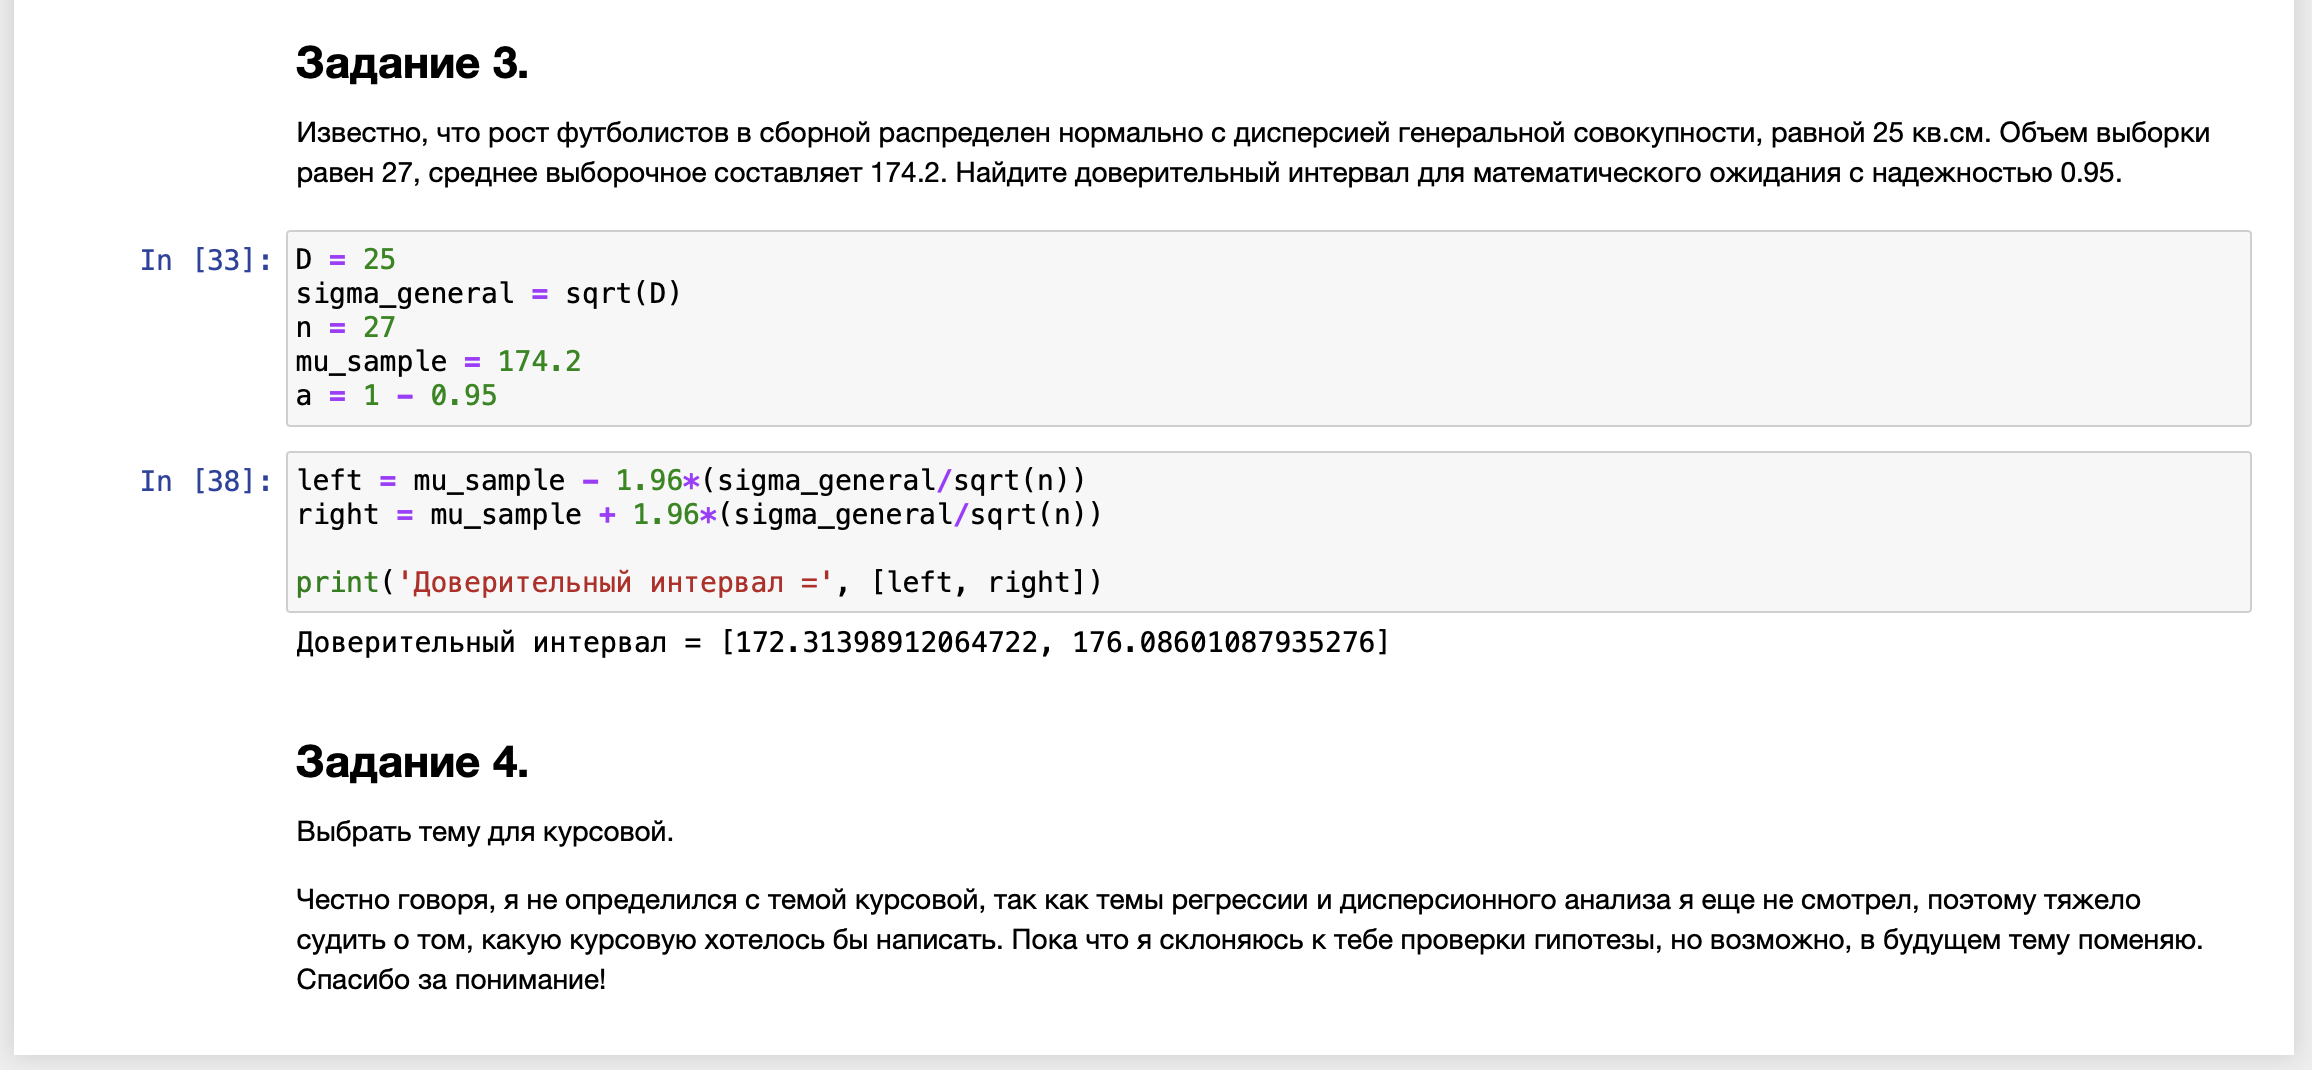 Задание 3.
Известно, что рост футболистов в сборной распределен нормально с дисперсией генеральной совокупности, равной 25 кв.см. Объем выборки
равен 27, среднее выборочное составляет 174.2. Найдите доверительный интервал для математического ожидания с надежностью 0.95.
In [33]:
D = 25
sigma_general = sqrt(D)
n = 27
mu_sample = 174.2
a = 1 - 0.95
In [38]:
left = mu_sample - 1.96*(sigma_general/sqrt(n))
right = mu_sample + 1.96*(sigma_general/sqrt(n))
print('Доверительный интервал =', [left, right])
Доверительный интервал = [172.31398912064722, 176.08601087935276]
Задание 4.
Выбрать тему для курсовой.
Честно говоря, я не определился с темой курсовой, так как темы регрессии и дисперсионного анализа я еще не смотрел, поэтому тяжело
судить о том, какую курсовую хотелось бы написать. Пока что я склоняюсь к тебе проверки гипотезы, но возможно, в будущем тему поменяю.
Спасибо за понимание!